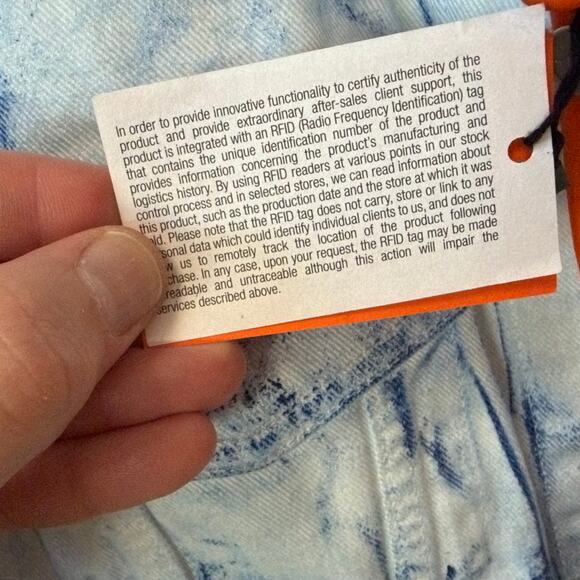 In order to provide innovative functionality to certify authenticity of the
product and provide extraordinary after-sales client support, this
product is integrated with an RFID (Radio Frequency Identification) tag
that contains the unique identification number of the product and
provides information concerning the product's manufacturing and
logistics history. By using RFID readers at various points in our stock
control process and in selected stores, we can read information about
this product, such as the production date and the store at which it was
ld. Please note that the RFID tag does not carry, store or link to any
sonal data which could identify individual clients to us, and does not
w us to remotely track the location of the product following
chase. In any case, upon your request, the RFID tag may be made
readable and untraceable although this action will impair the
services described above.